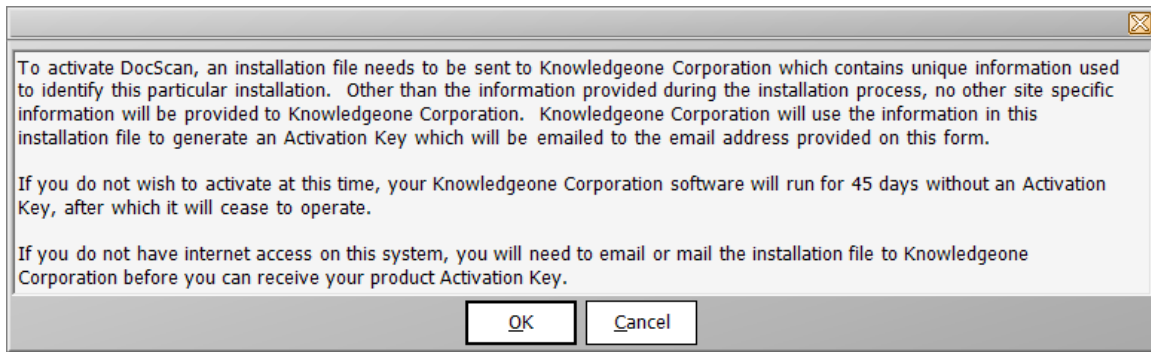 To activate DocScan, an installation file needs to be sent to Knowledgeone Corporation which contains unique information used
to identify this particular installation.  Other than the information provided during the installation process, no other site specific
information will be provided to Knowledgeone Corporation.  Knowledgeone Corporation will use the information in this
installation file to generate an Activation Key which will be emailed to the email address provided on this form.
If you do not wish to activate at this time, your Knowledgeone Corporation software will run for 45 days without an Activation
Key, after which it will cease to operate.
If you do not have internet access on this system, you will need to email or mail the installation file to Knowledgeone
Corporation before you can receive your product Activation Key.
OK Cancel